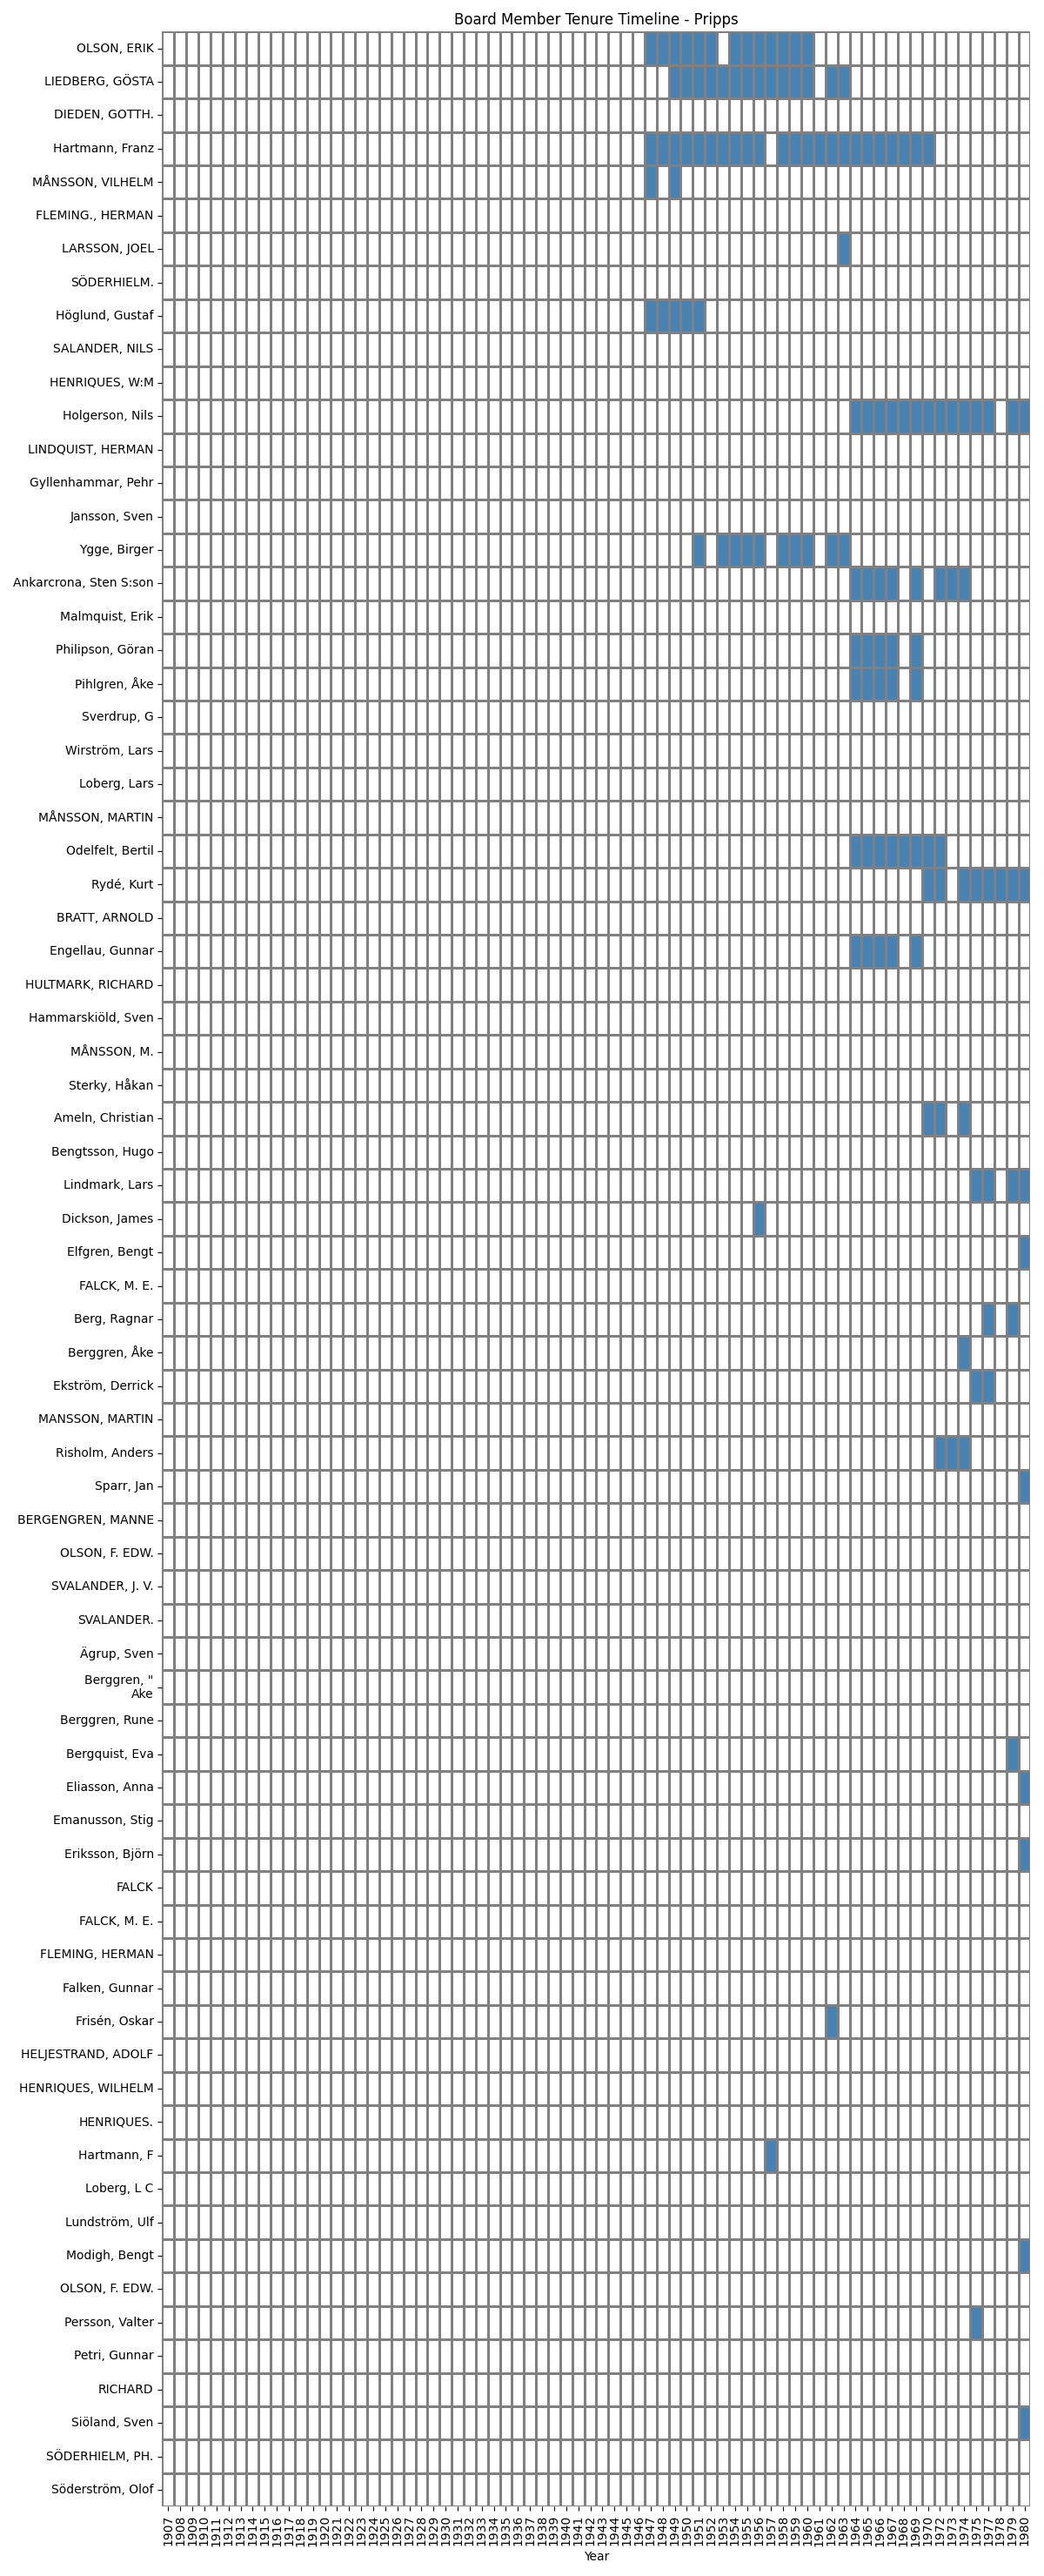 Board Member Tenure Timeline - Pripps
OLSON, ERIK
LIEDBERG, GÖSTA
DIEDEN, GOTTH.
Hartmann, Franz
MÅNSSON, VILHELM
FLEMING., HERMAN
LARSSON, JOEL
SÖDERHIELM.
Höglund, Gustaf
SALANDER, NILS
HENRIQUES, W:M
Holgerson, Nils
LINDQUIST, HERMAN
Gyllenhammar, Pehr
Jansson, Sven
Ygge, Birger
Ankarcrona, Sten S:son
Malmquist, Erik
Philipson, Göran
Pihlgren, Åke
Sverdrup, G
Wirström, Lars
Loberg, Lars
MÅNSSON, MARTIN
Odelfelt, Bertil
Rydé, Kurt
BRATT, ARNOLD
Engellau, Gunnar
HULTMARK, RICHARD
Hammarskiöld, Sven
MÅNSSON, M.
Sterky, Håkan
Ameln, Christian
Bengtsson, Hugo
Lindmark, Lars
Dickson, James
Elfgren, Bengt
FALCK, M. E.
Berg, Ragnar
Berggren, Åke
Ekström, Derrick
MANSSON, MARTIN
Risholm, Anders
Sparr, Jan
BERGENGREN, MANNE
OLSON, F. EDW.
SVALANDER, J. V.
SVALANDER.
Ägrup, Sven
Berggren, "
Ake
Berggren, Rune
Bergquist, Eva
Eliasson, Anna
Emanusson, Stig
Eriksson, Björn
FALCK
FALCK, M. E.
FLEMING, HERMAN
Falken, Gunnar
Frisén, Oskar
HELJESTRAND, ADOLF
HENRIQUES, WILHELM
HENRIQUES.
Hartmann, F
Loberg, L C
Lundström, Ulf
Modigh, Bengt
OLSON, F. EDW.
Persson, Valter
Petri, Gunnar
RICHARD
Siöland, Sven
SÖDERHIELM, PH.
Söderström, Olof
1907 1908 1909 1910 1911 1912 1913 1914 1915 1916 1917 1918 1919 1920 1921 1922 1923 1924 1925 1926 1927 1928 1929 1930 1931 1932 1933 1934 1935 1936 1937 1938 1939 1940 1941 1942 1943 1944 1945 1946 1947 1948 1949 1950 1951 1952 1953 1954 1955 1956 1957 1958 1959 1960 1961 1962 1963 1964 1965 1966 1967 1968 1969 1970 1972 1973 1974 1975 1977 1978 1979 1980
Year